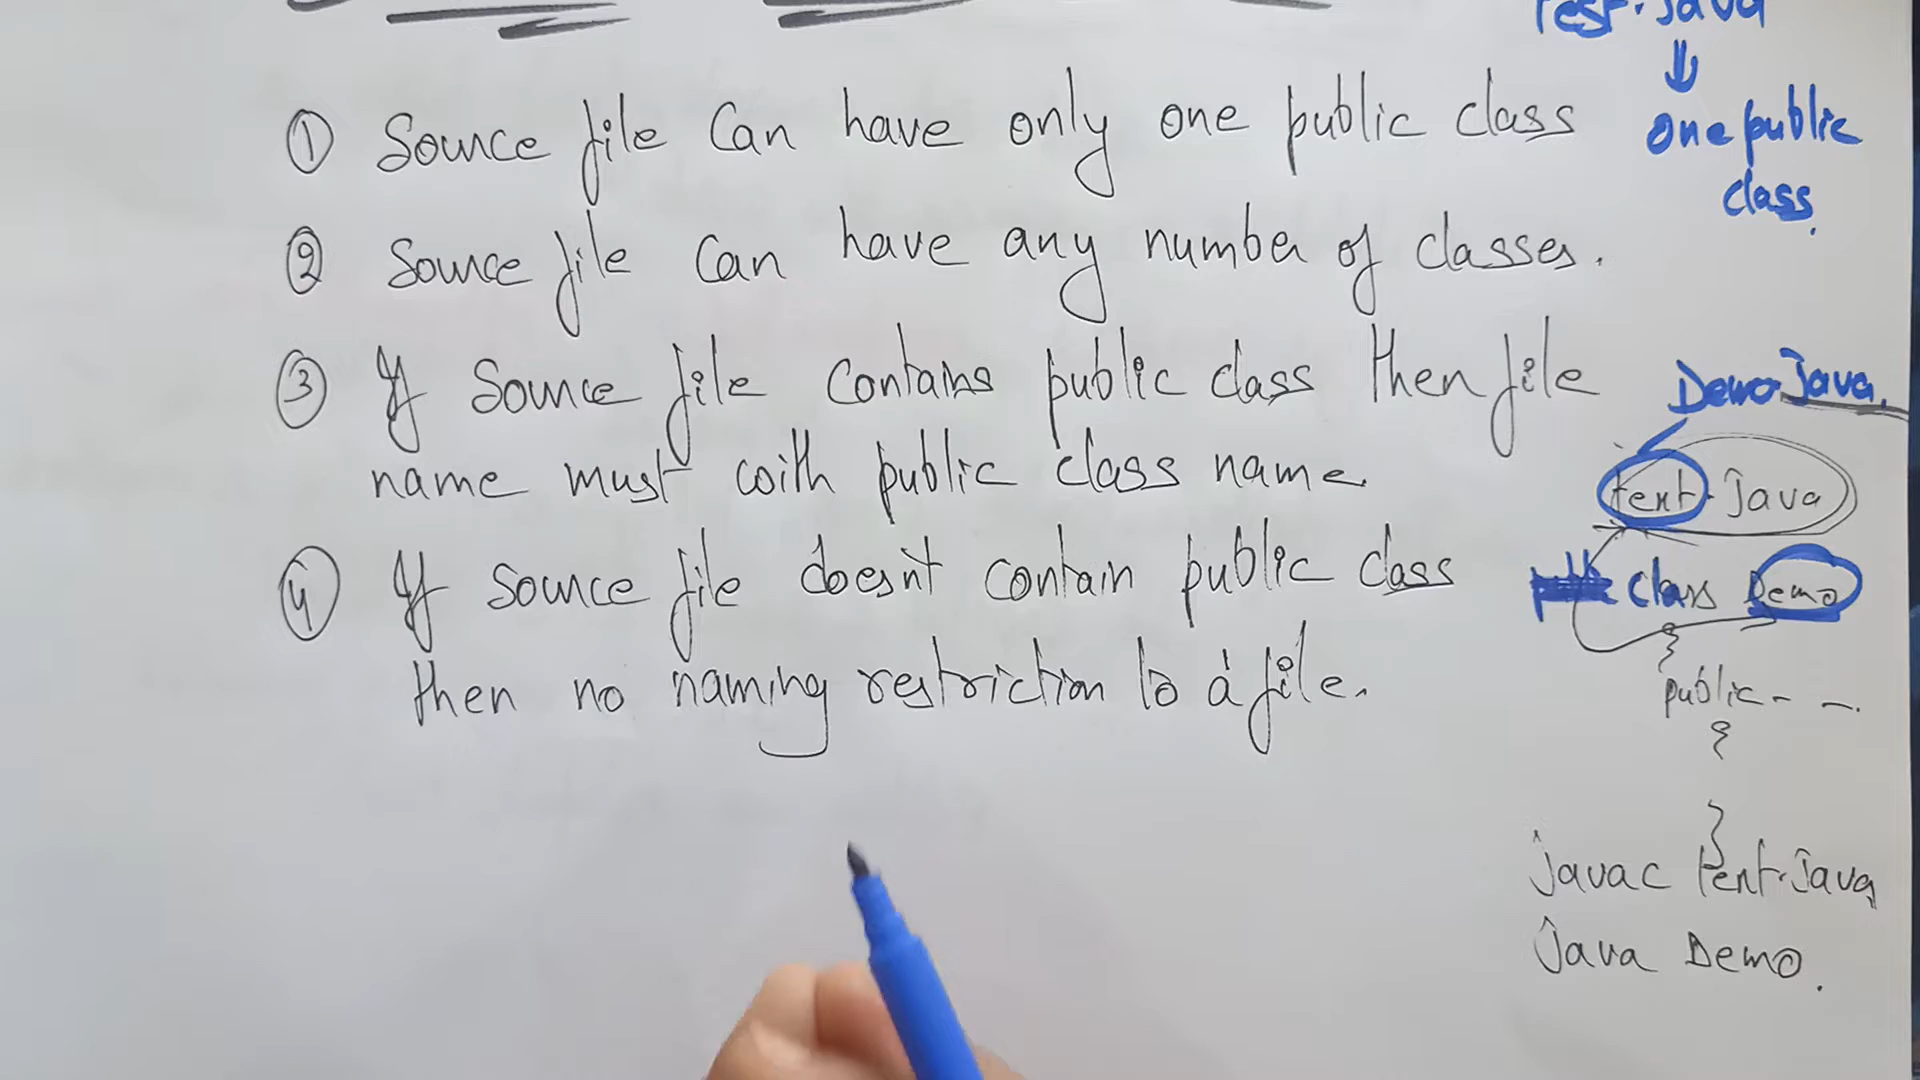 ① Source file Can have only one public class
② Source file Can have any number of classes.
③ If Source file contains public class then file
name must with public class name.
④ If source file doesn't contain public class
then no naming restriction to a file.
Test.Java
one public
class.
Demo.Java.
text.Java
class Demo
{
public - -.
{
}
Javac text.Java
Java Demo.